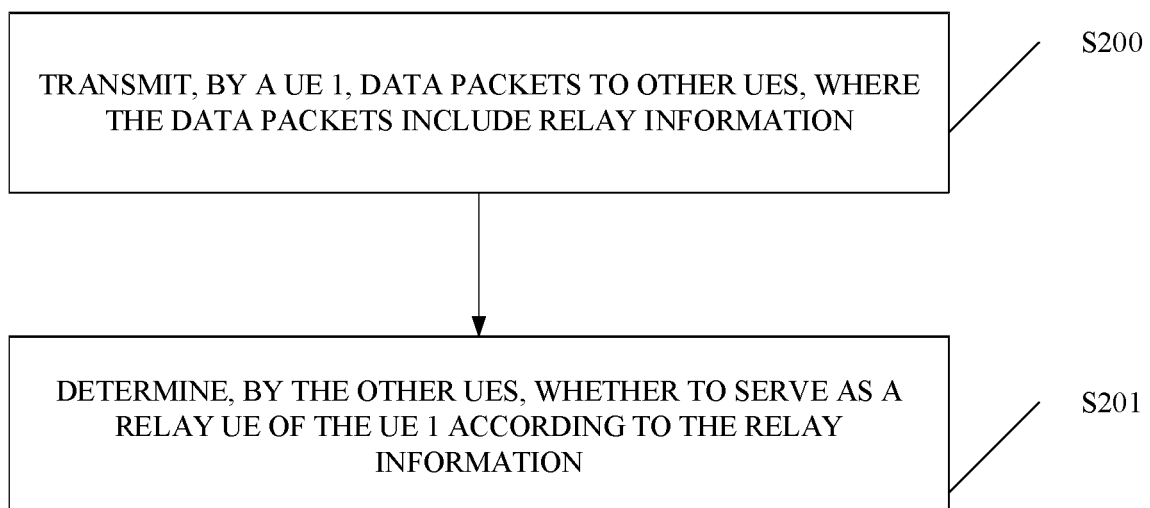 TRANSMIT, BY A UE 1, DATA PACKETS TO OTHER UES, WHERE
THE DATA PACKETS INCLUDE RELAY INFORMATION
S200
DETERMINE, BY THE OTHER UES, WHETHER TO SERVE AS A
RELAY UE OF THE UE 1 ACCORDING TO THE RELAY
INFORMATION
S201